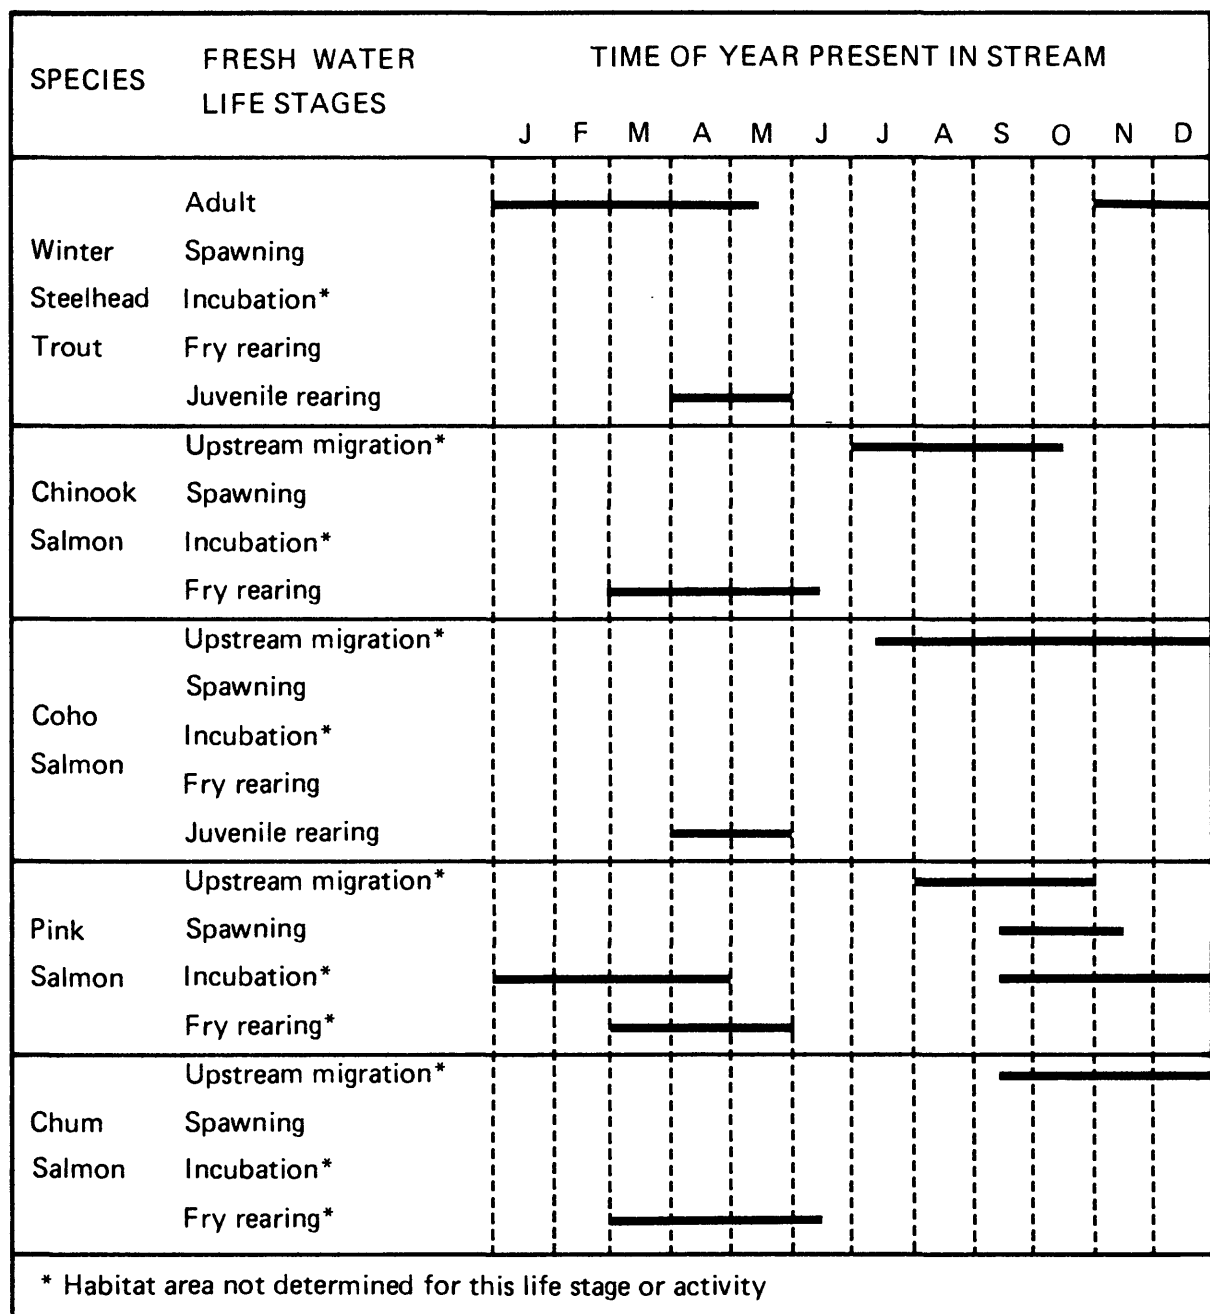 SPECIES FRESH WATER LIFE STAGES TIME OF YEAR PRESENT IN STREAM
J F M A M J J A S O N D
Adult
Winter Spawning
Steelhead Incubation*
Trout Fry rearing
Juvenile rearing
Upstream migration*
Chinook Spawning
Salmon Incubation*
Fry rearing
Upstream migration*
Spawning
Coho
Incubation*
Salmon
Fry rearing
Juvenile rearing
Upstream migration*
Pink Spawning
Salmon Incubation*
Fry rearing*
Upstream migration*
Chum Spawning
Salmon Incubation*
Fry rearing*
* Habitat area not determined for this life stage or activity